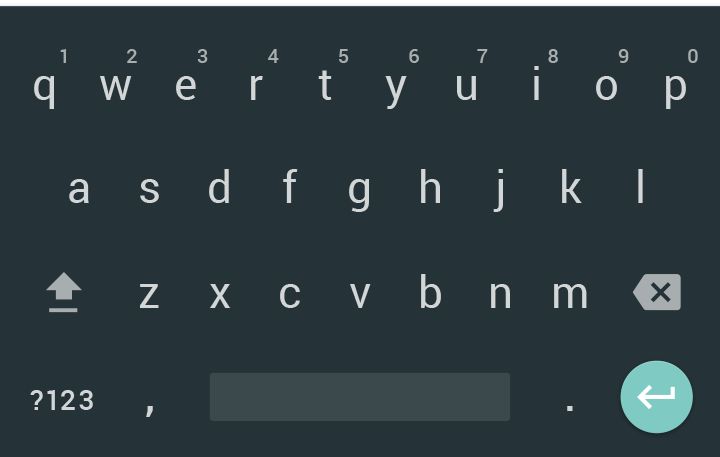 1 2 3 4 5 6 7 8 9 0
q w e r t y u i o p
a s d f g h j k l
z x c v b n m
?123 , .